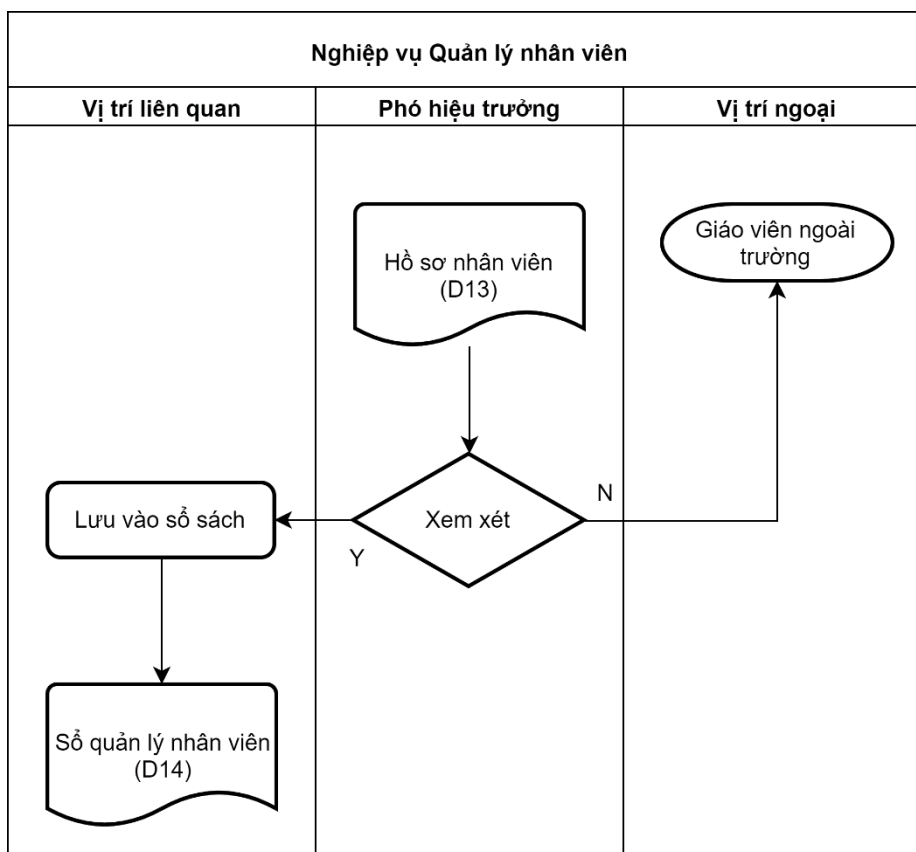 Nghiệp vụ Quản lý nhân viên
Vị trí liên quan
Phó hiệu trưởng
Vị trí ngoại
Hồ sơ nhân viên
(D13)
Giáo viên ngoài
trường
Lưu vào sổ sách
Xem xét
N
Y
Sổ quản lý nhân viên
(D14)